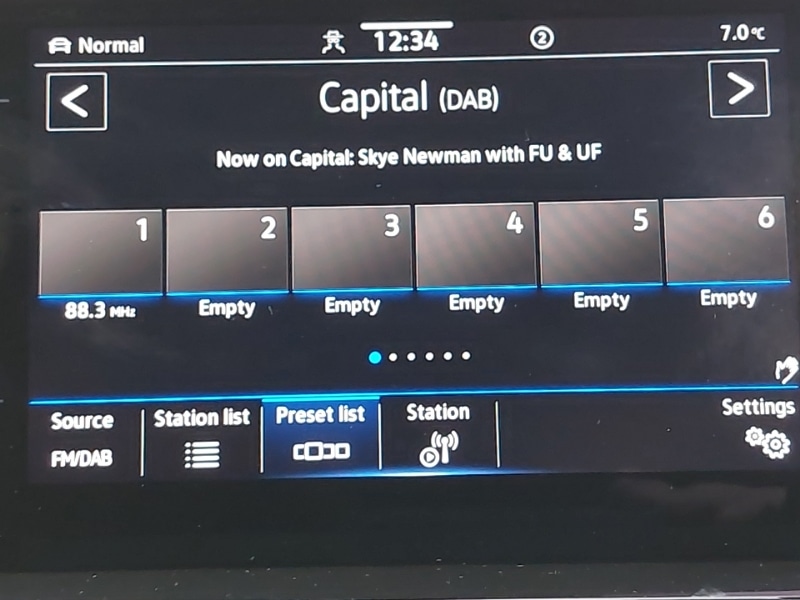 Normal 12:34 2 7.0°C
< Capital (DAB) >
Now on Capital: Skye Newman with FU & UF
1 2 3 4 5 6
88.3 MHz Empty Empty Empty Empty Empty
Source Station list Preset list Station Settings
FM/DAB